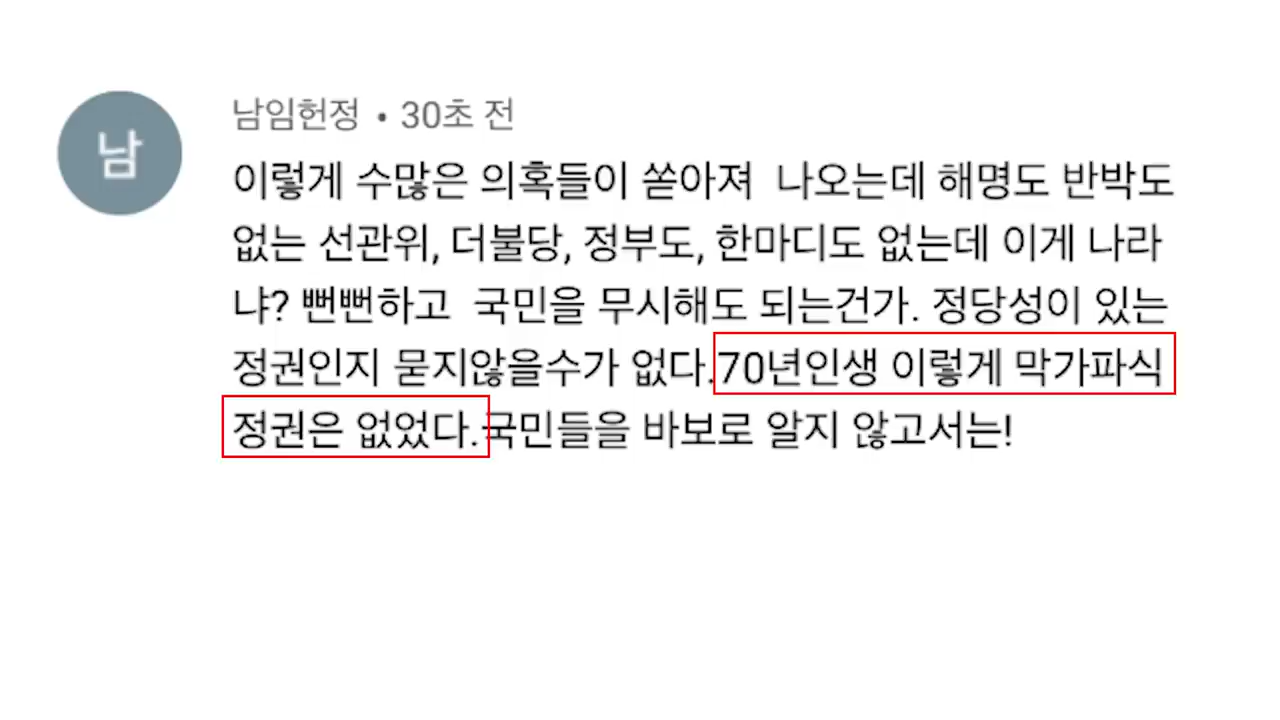 남
남임헌정 • 30초 전
이렇게 수많은 의혹들이 쏟아져 나오는데 해명도 반박도
없는 선관위, 더불당, 정부도, 한마디도 없는데 이게 나라
냐? 뻔뻔하고 국민을 무시해도 되는건가. 정당성이 있는
정권인지 묻지않을수가 없다.70년인생 이렇게 막가파식
정권은 없었다.국민들을 바보로 알지 않고서는!